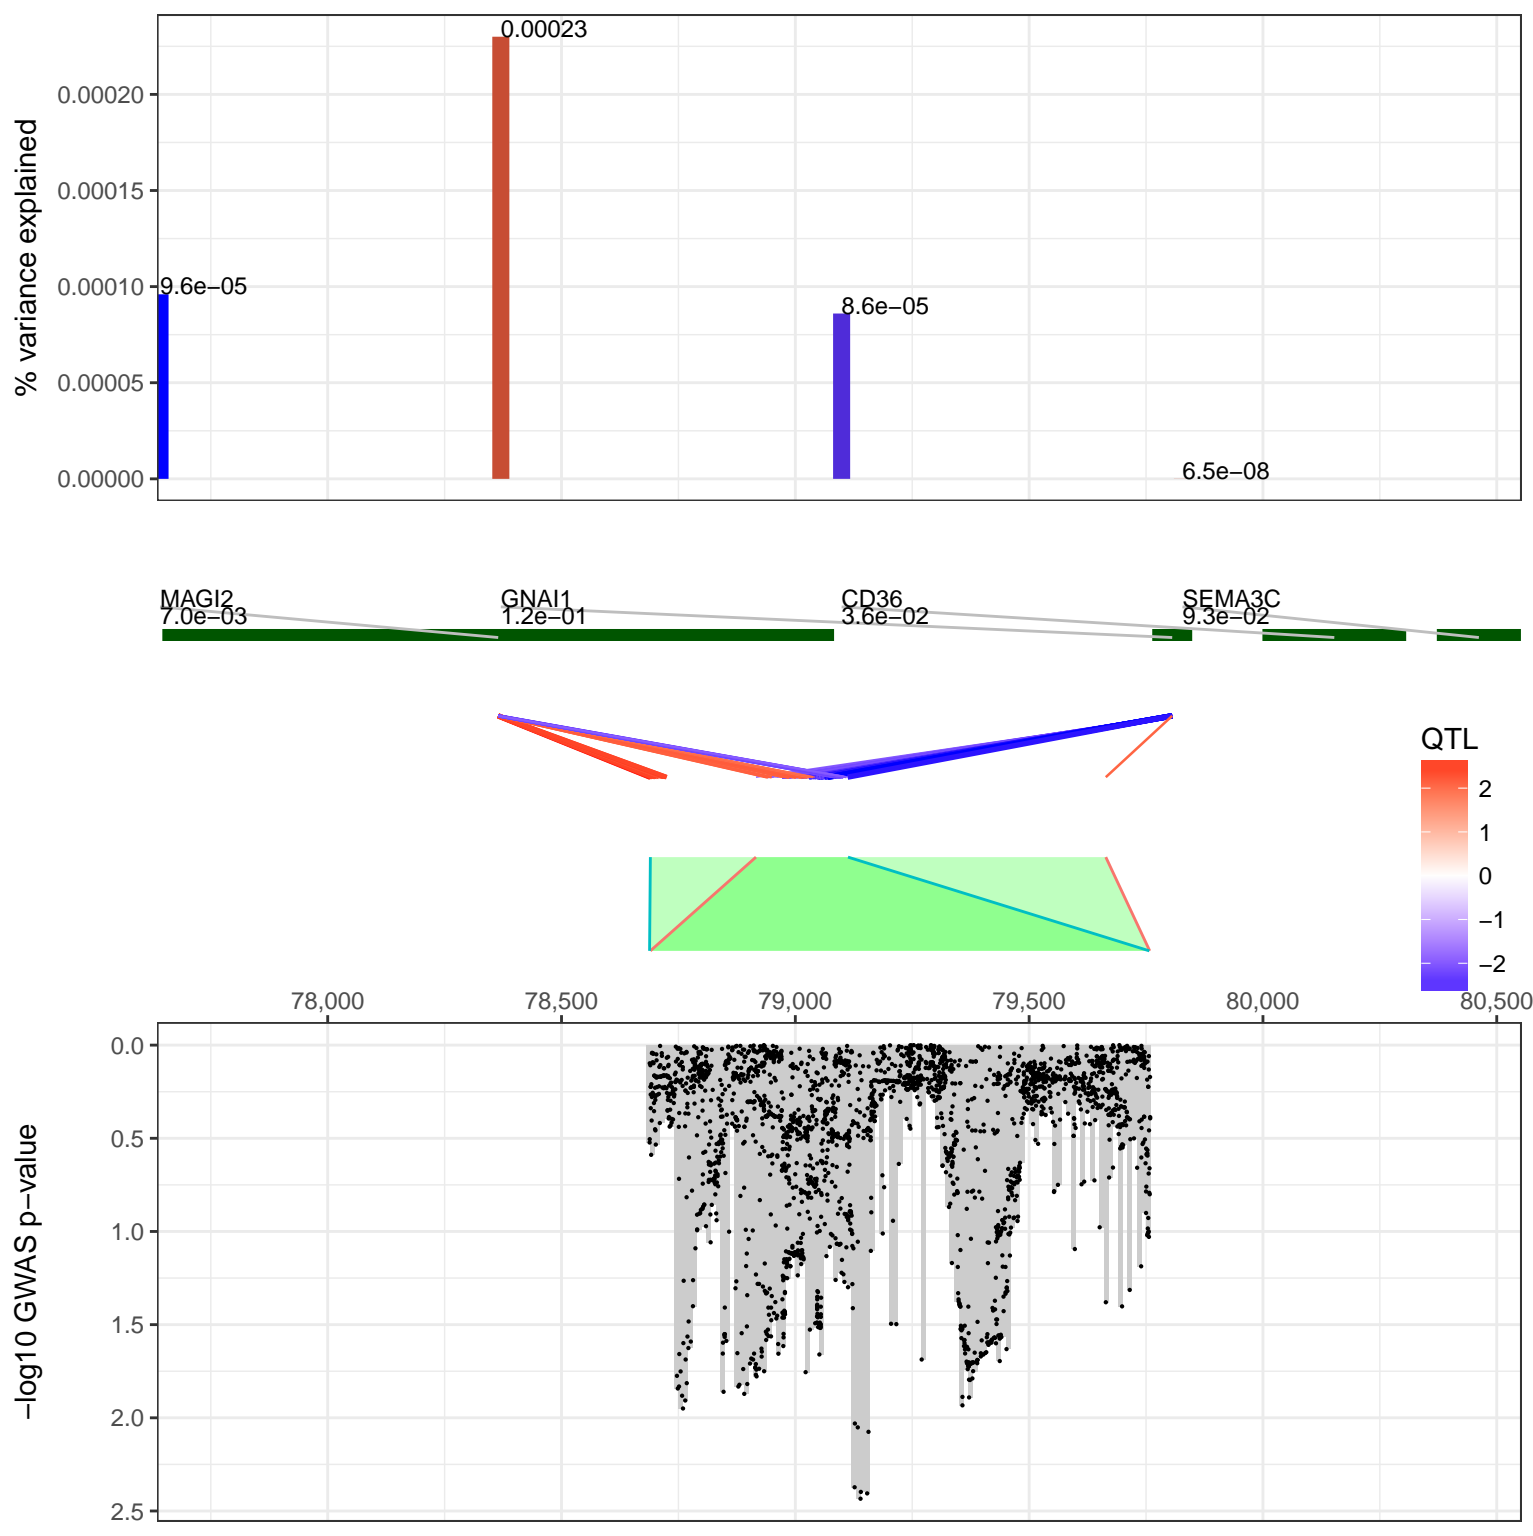 0.00023
0.00020
% variance explained
0.00015
9.6e−05
0.00010
8.6e−05
0.00005
6.5e−08
0.00000
MAGI2 GNAI1 CD36 SEMA3C
7.0e−03 1.2e−01 3.6e−02 9.3e−02
QTL
2
1
0
−1
−2
78,000 78,500 79,000 79,500 80,000 80,500
0.0
0.5
1.0
−log10 GWAS p−value
1.5
2.0
2.5